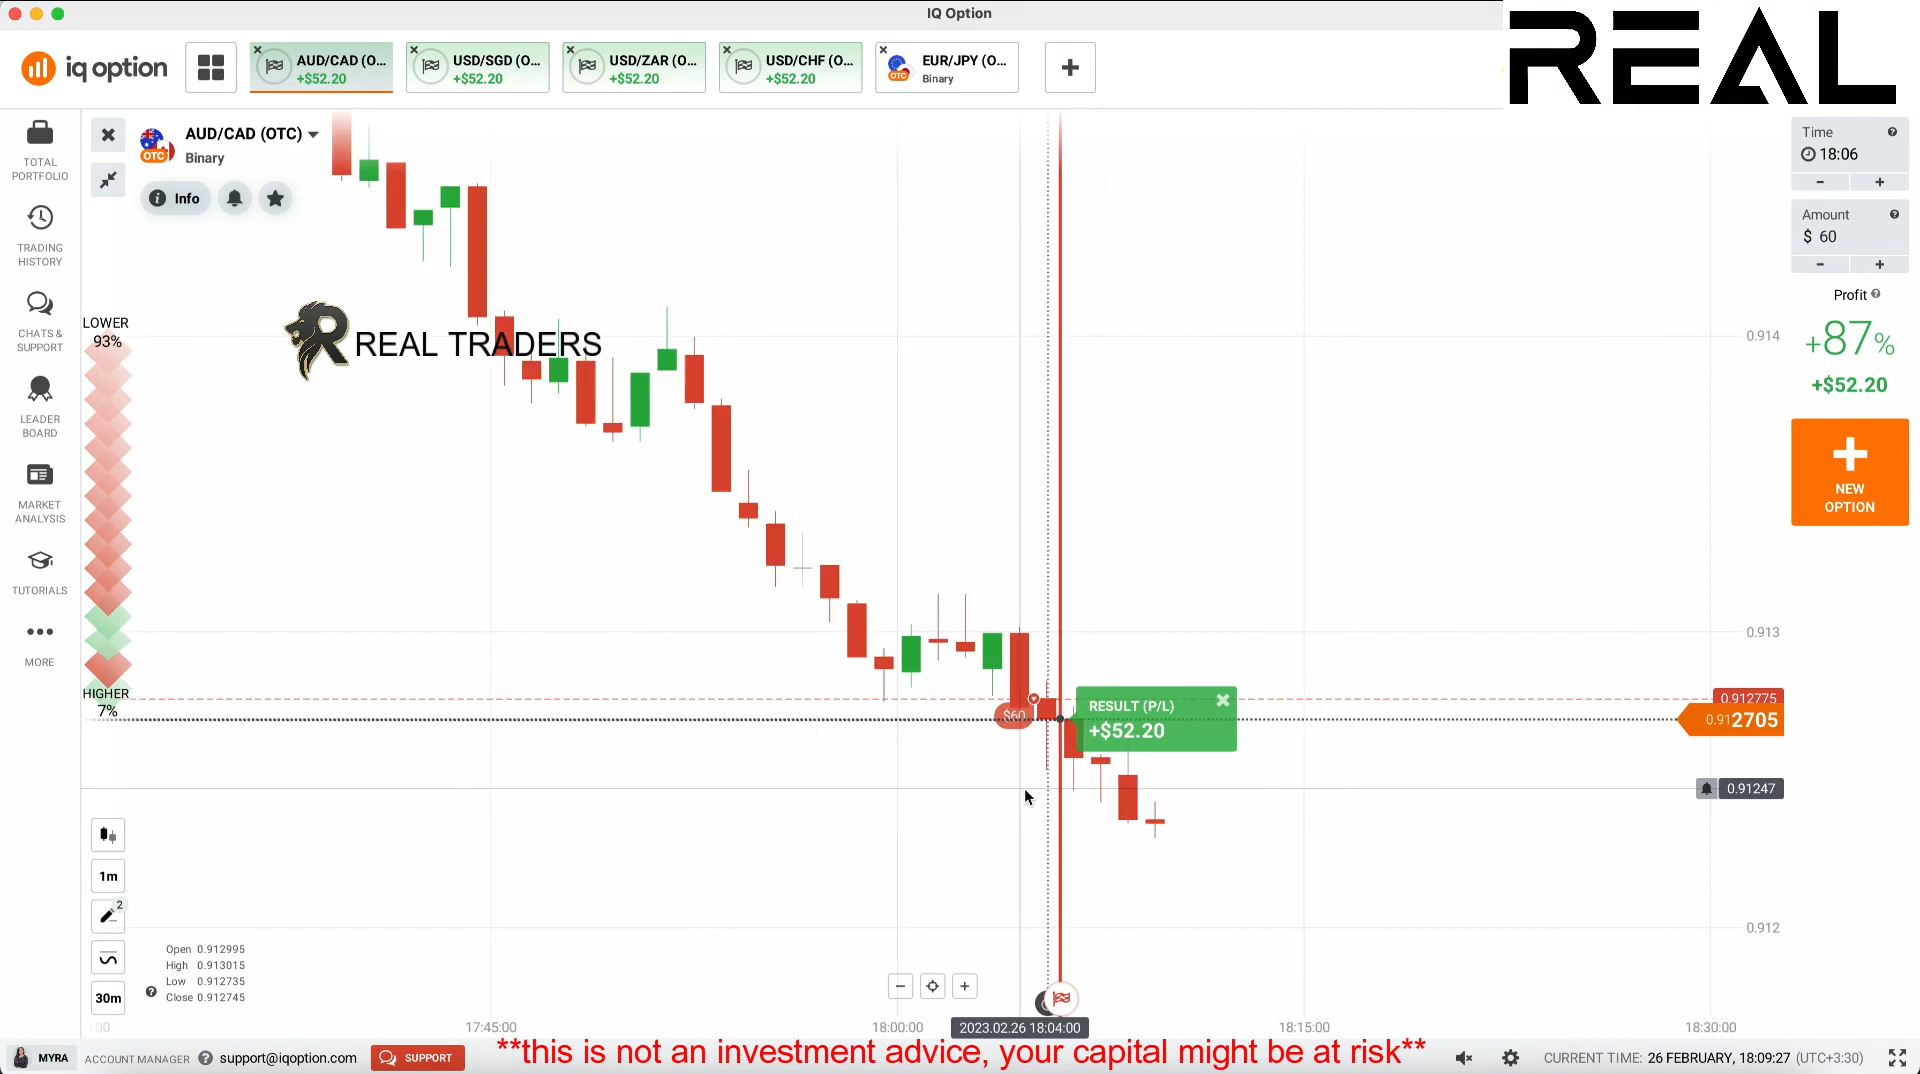 IQ Option
REAL
iq option
AUD/CAD (O...
+$52.20
USD/SGD (O...
+$52.20
USD/ZAR (O...
+$52.20
USD/CHF (O...
+$52.20
OTC
EUR/JPY (O...
Binary
TOTAL
PORTFOLIO
TRADING
HISTORY
CHATS &
SUPPORT
LEADER
BOARD
MARKET
ANALYSIS
TUTORIALS
MORE
OTC
AUD/CAD (OTC)
Binary
Info
REAL TRADERS
LOWER
93%
HIGHER
7%
$60
RESULT (P/L)
+$52.20
0.914
0.913
0.912775
0.912705
0.91247
0.912
Time
18:06
Amount
$ 60
Profit
+87%
+$52.20
NEW
OPTION
1m
2
30m
Open 0.912995
High 0.913015
Low 0.912735
Close 0.912745
17:45:00
18:00:00
2023.02.26 18:04:00
18:15:00
18:30:00
MYRA
ACCOUNT MANAGER
support@iqoption.com
SUPPORT
**this is not an investment advice, your capital might be at risk**
CURRENT TIME: 26 FEBRUARY, 18:09:27 (UTC+3:30)